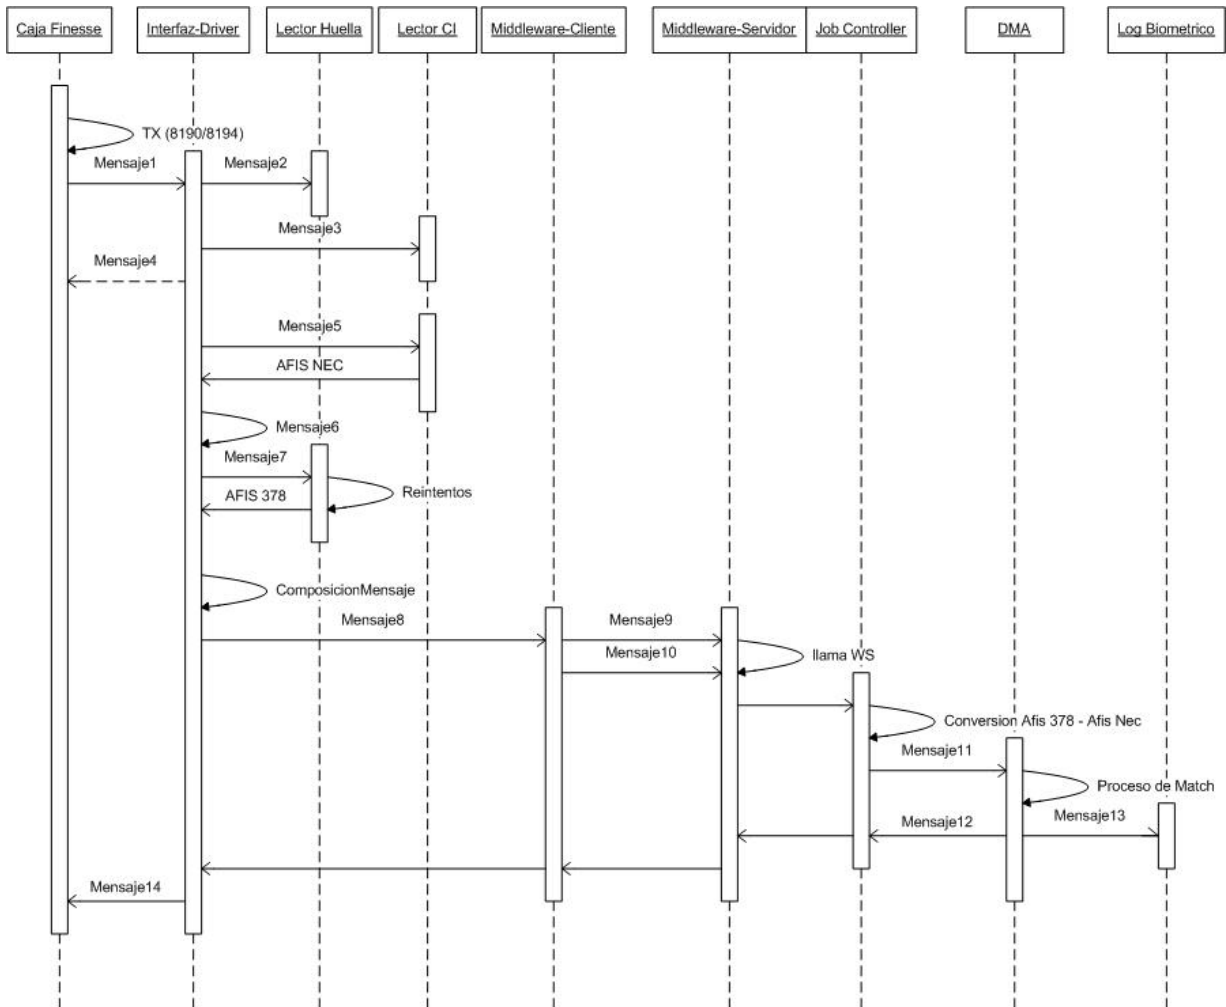 Caja Finesse
Interfaz-Driver
Lector Huella
Lector CI
Middleware-Cliente
Middleware-Servidor
Job Controller
DMA
Log Biometrico
TX (8190/8194)
Mensaje1
Mensaje2
Mensaje3
Mensaje4
Mensaje5
AFIS NEC
Mensaje6
Mensaje7
Reintentos
AFIS 378
ComposicionMensaje
Mensaje8
Mensaje9
Mensaje10
llama WS
Conversion Afis 378 - Afis Nec
Mensaje11
Proceso de Match
Mensaje12
Mensaje13
Mensaje14